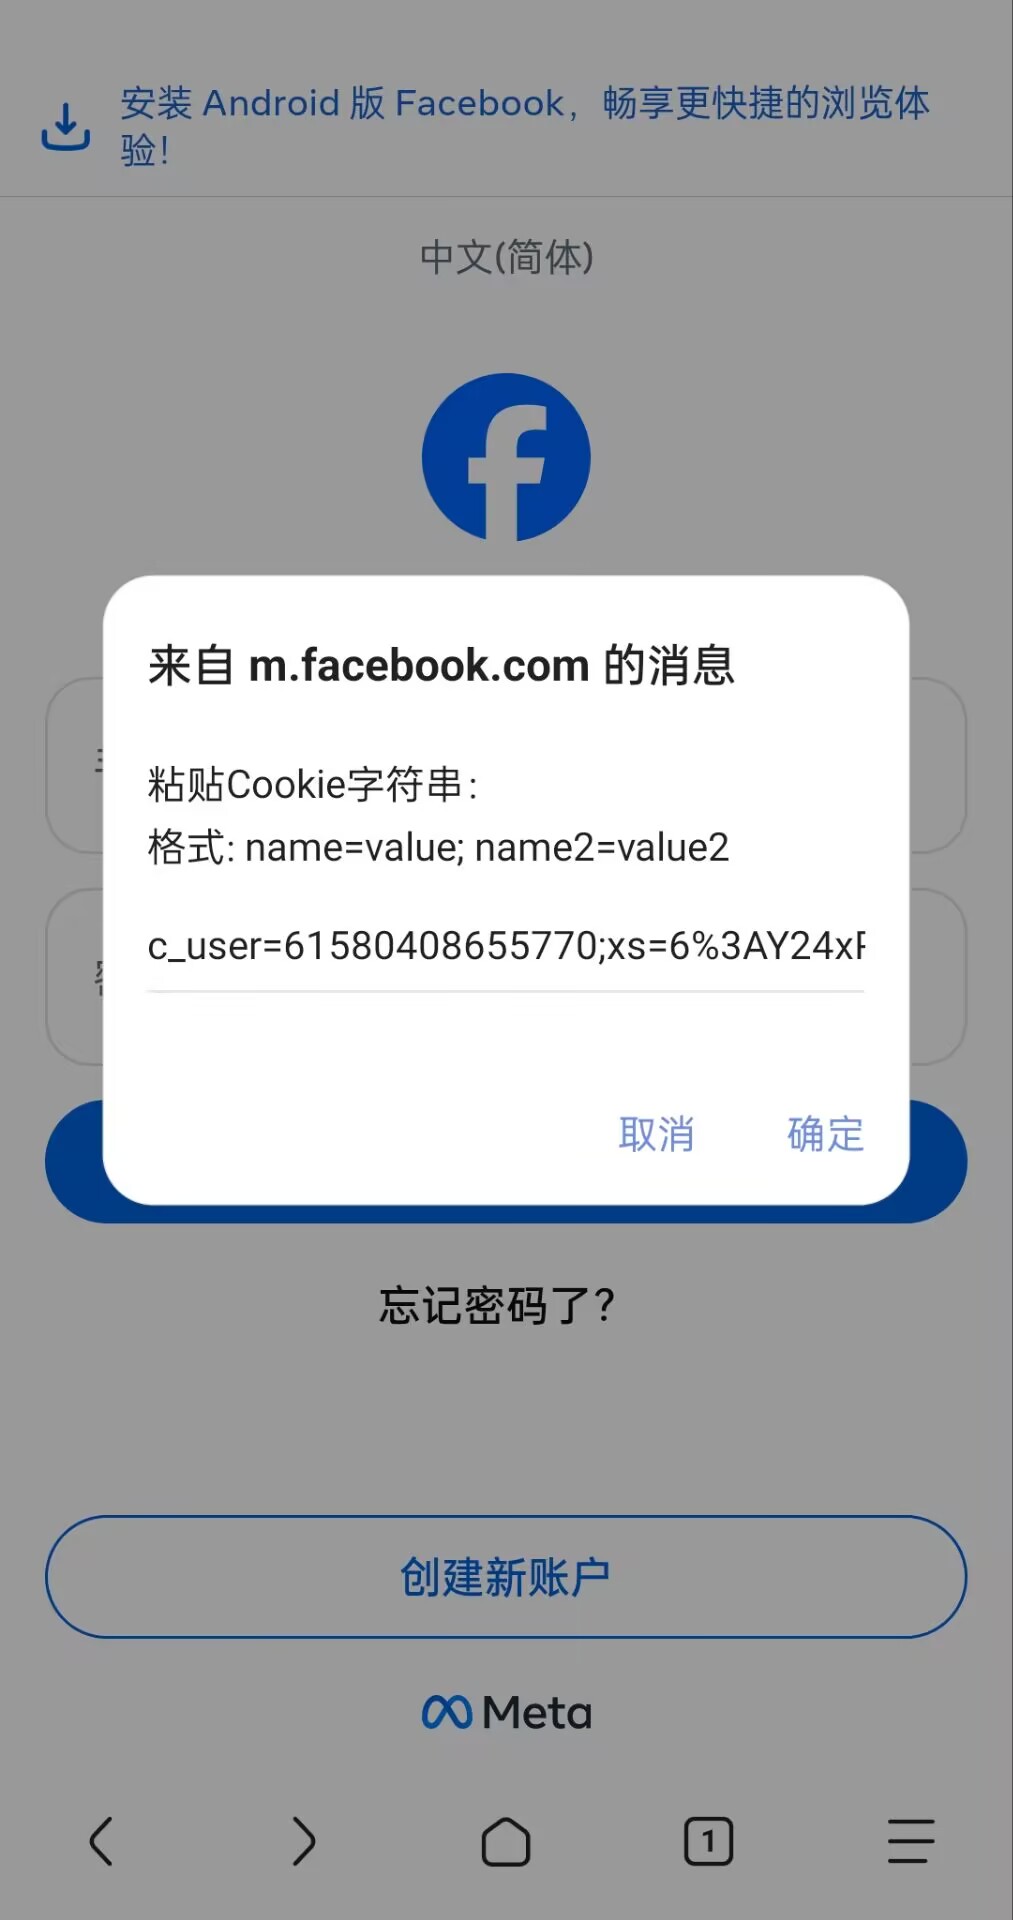 安装 Android 版 Facebook，畅享更快捷的浏览体
验！
中文(简体)
来自 m.facebook.com 的消息
粘贴Cookie字符串：
格式: name=value; name2=value2
c_user=61580408655770;xs=6%3AY24xF
取消
确定
忘记密码了？
创建新账户
Meta
1